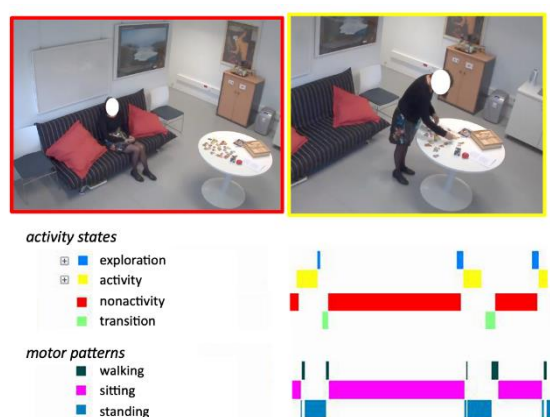 activity states
exploration
activity
nonactivity
transition
motor patterns
walking
sitting
standing